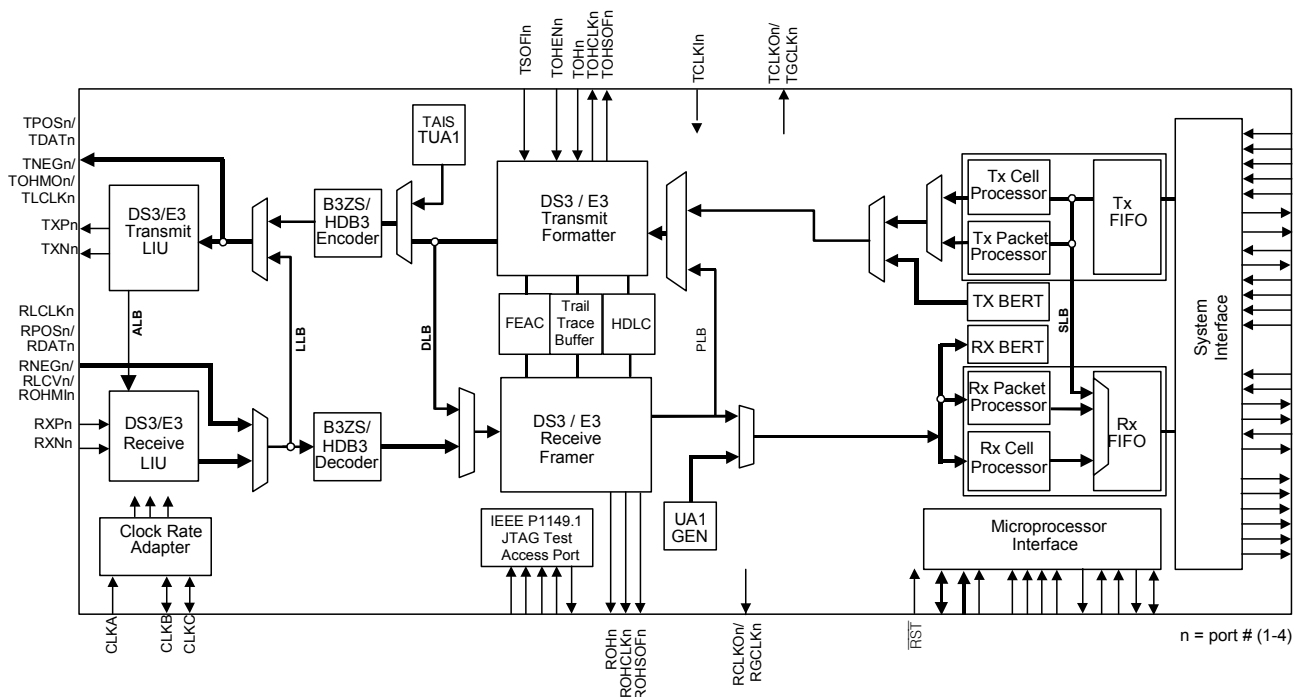 TSOFIn
TOHENn
TOHn
TOHCLKn
TOHSOFn
TCLKIn
TCLKOn/
TGCLKn
TPOSn/
TDATn
TNEGn/
TOHMOn/
TLCLKn
TXPn
TXNn
DS3/E3
Transmit
LIU
B3ZS/
HDB3
Encoder
TAIS
TUA1
DS3 / E3
Transmit
Formatter
Tx Cell
Processor
Tx Packet
Processor
Tx
FIFO
TX BERT
System
Interface
RLCLKn
RPOSn/
RDATn
RNEGn/
RLCVn/
ROHMIn
RXPn
RXNn
ALB
LLB
DLB
PLB
SLB
FEAC
Trail
Trace
Buffer
HDLC
RX BERT
DS3/E3
Receive
LIU
B3ZS/
HDB3
Decoder
DS3 / E3
Receive
Framer
Rx Packet
Processor
Rx Cell
Processor
Rx
FIFO
UA1
GEN
Clock Rate
Adapter
IEEE P1149.1
JTAG Test
Access Port
Microprocessor
Interface
CLKA
CLKB
CLKC
ROHn
ROHCLKn
ROHSOFn
RCLKOn/
RGCLKn
RST
n = port # (1-4)